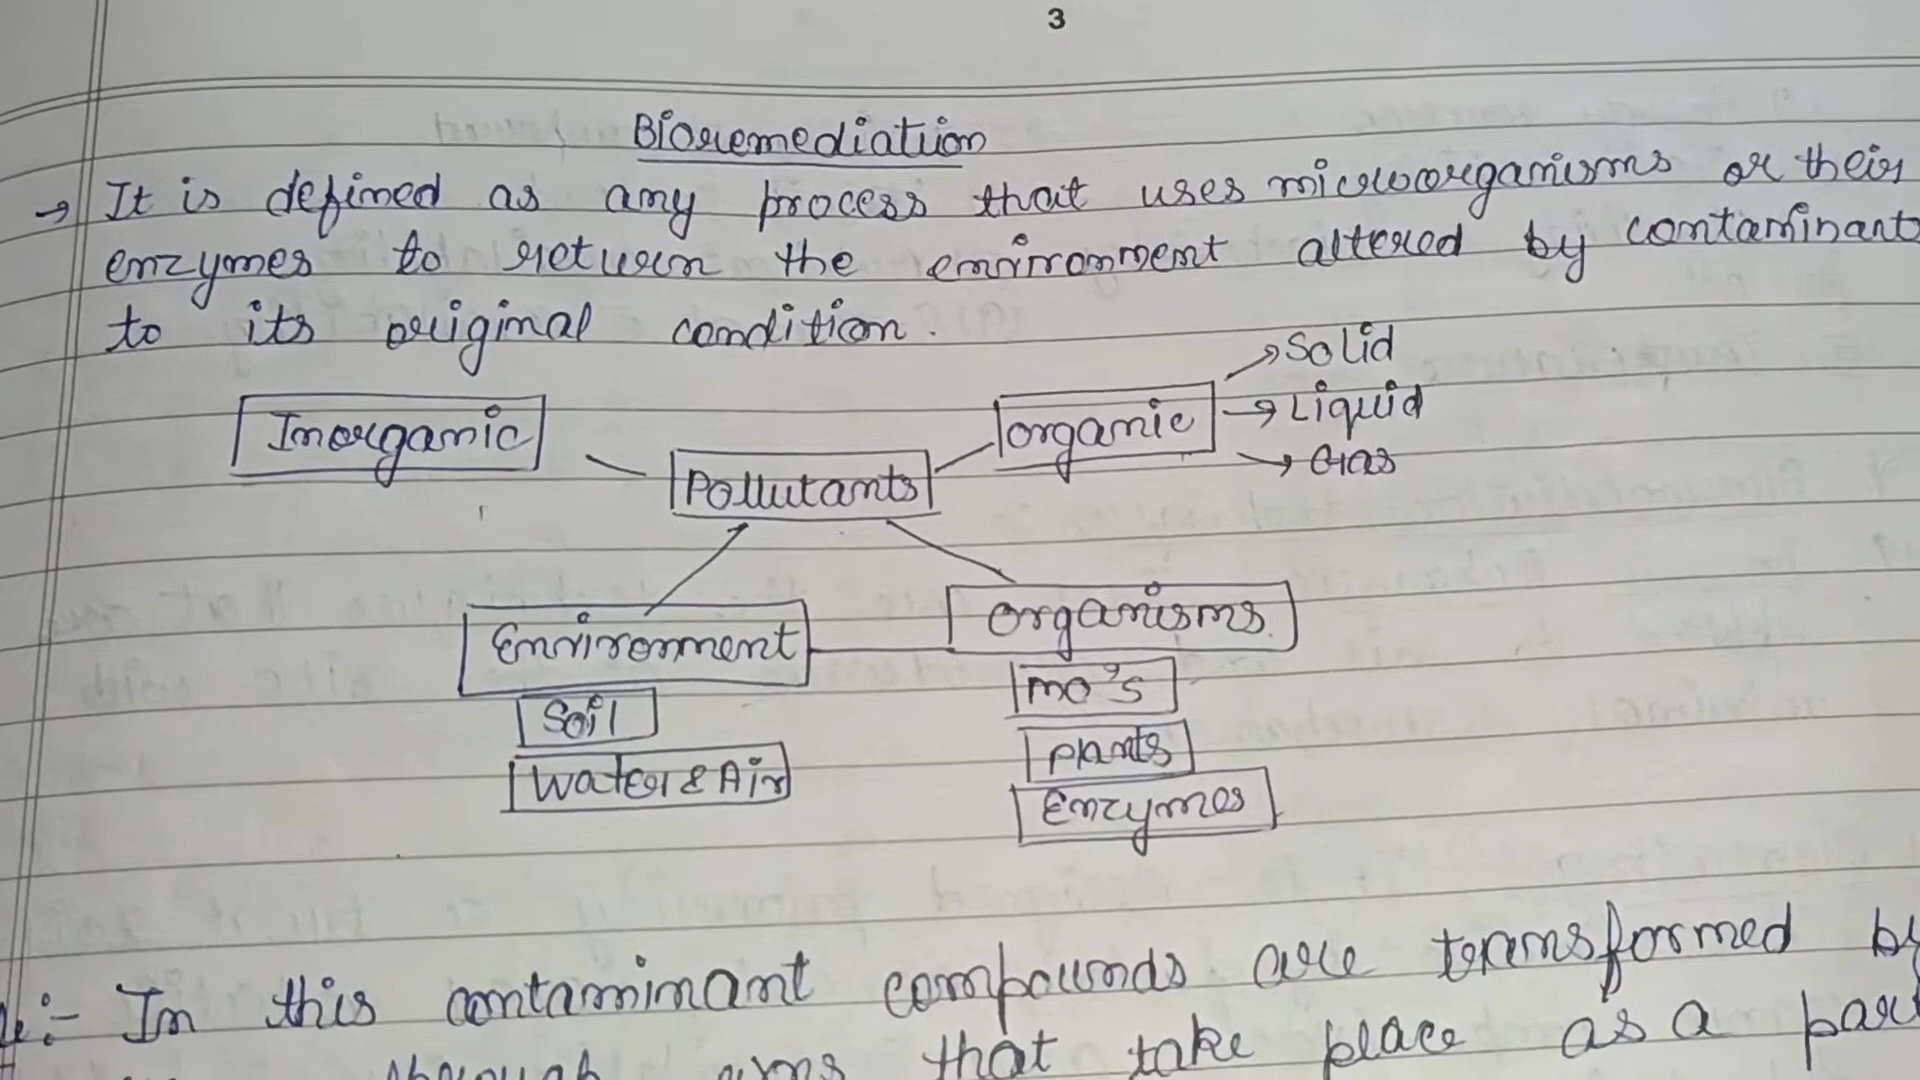 3
Bioremediation
→ It is defined as any process that uses microorganisms or their
enzymes to return the environment altered by contaminants
to its original condition.
→ Solid
Inorganic
organic → Liquid
→ Gas
Pollutants
Environment
Organisms
mo's
Soil
Plants
Water & Air
Enzymes
:- In this contaminant compounds are transformed by
that take place as a part